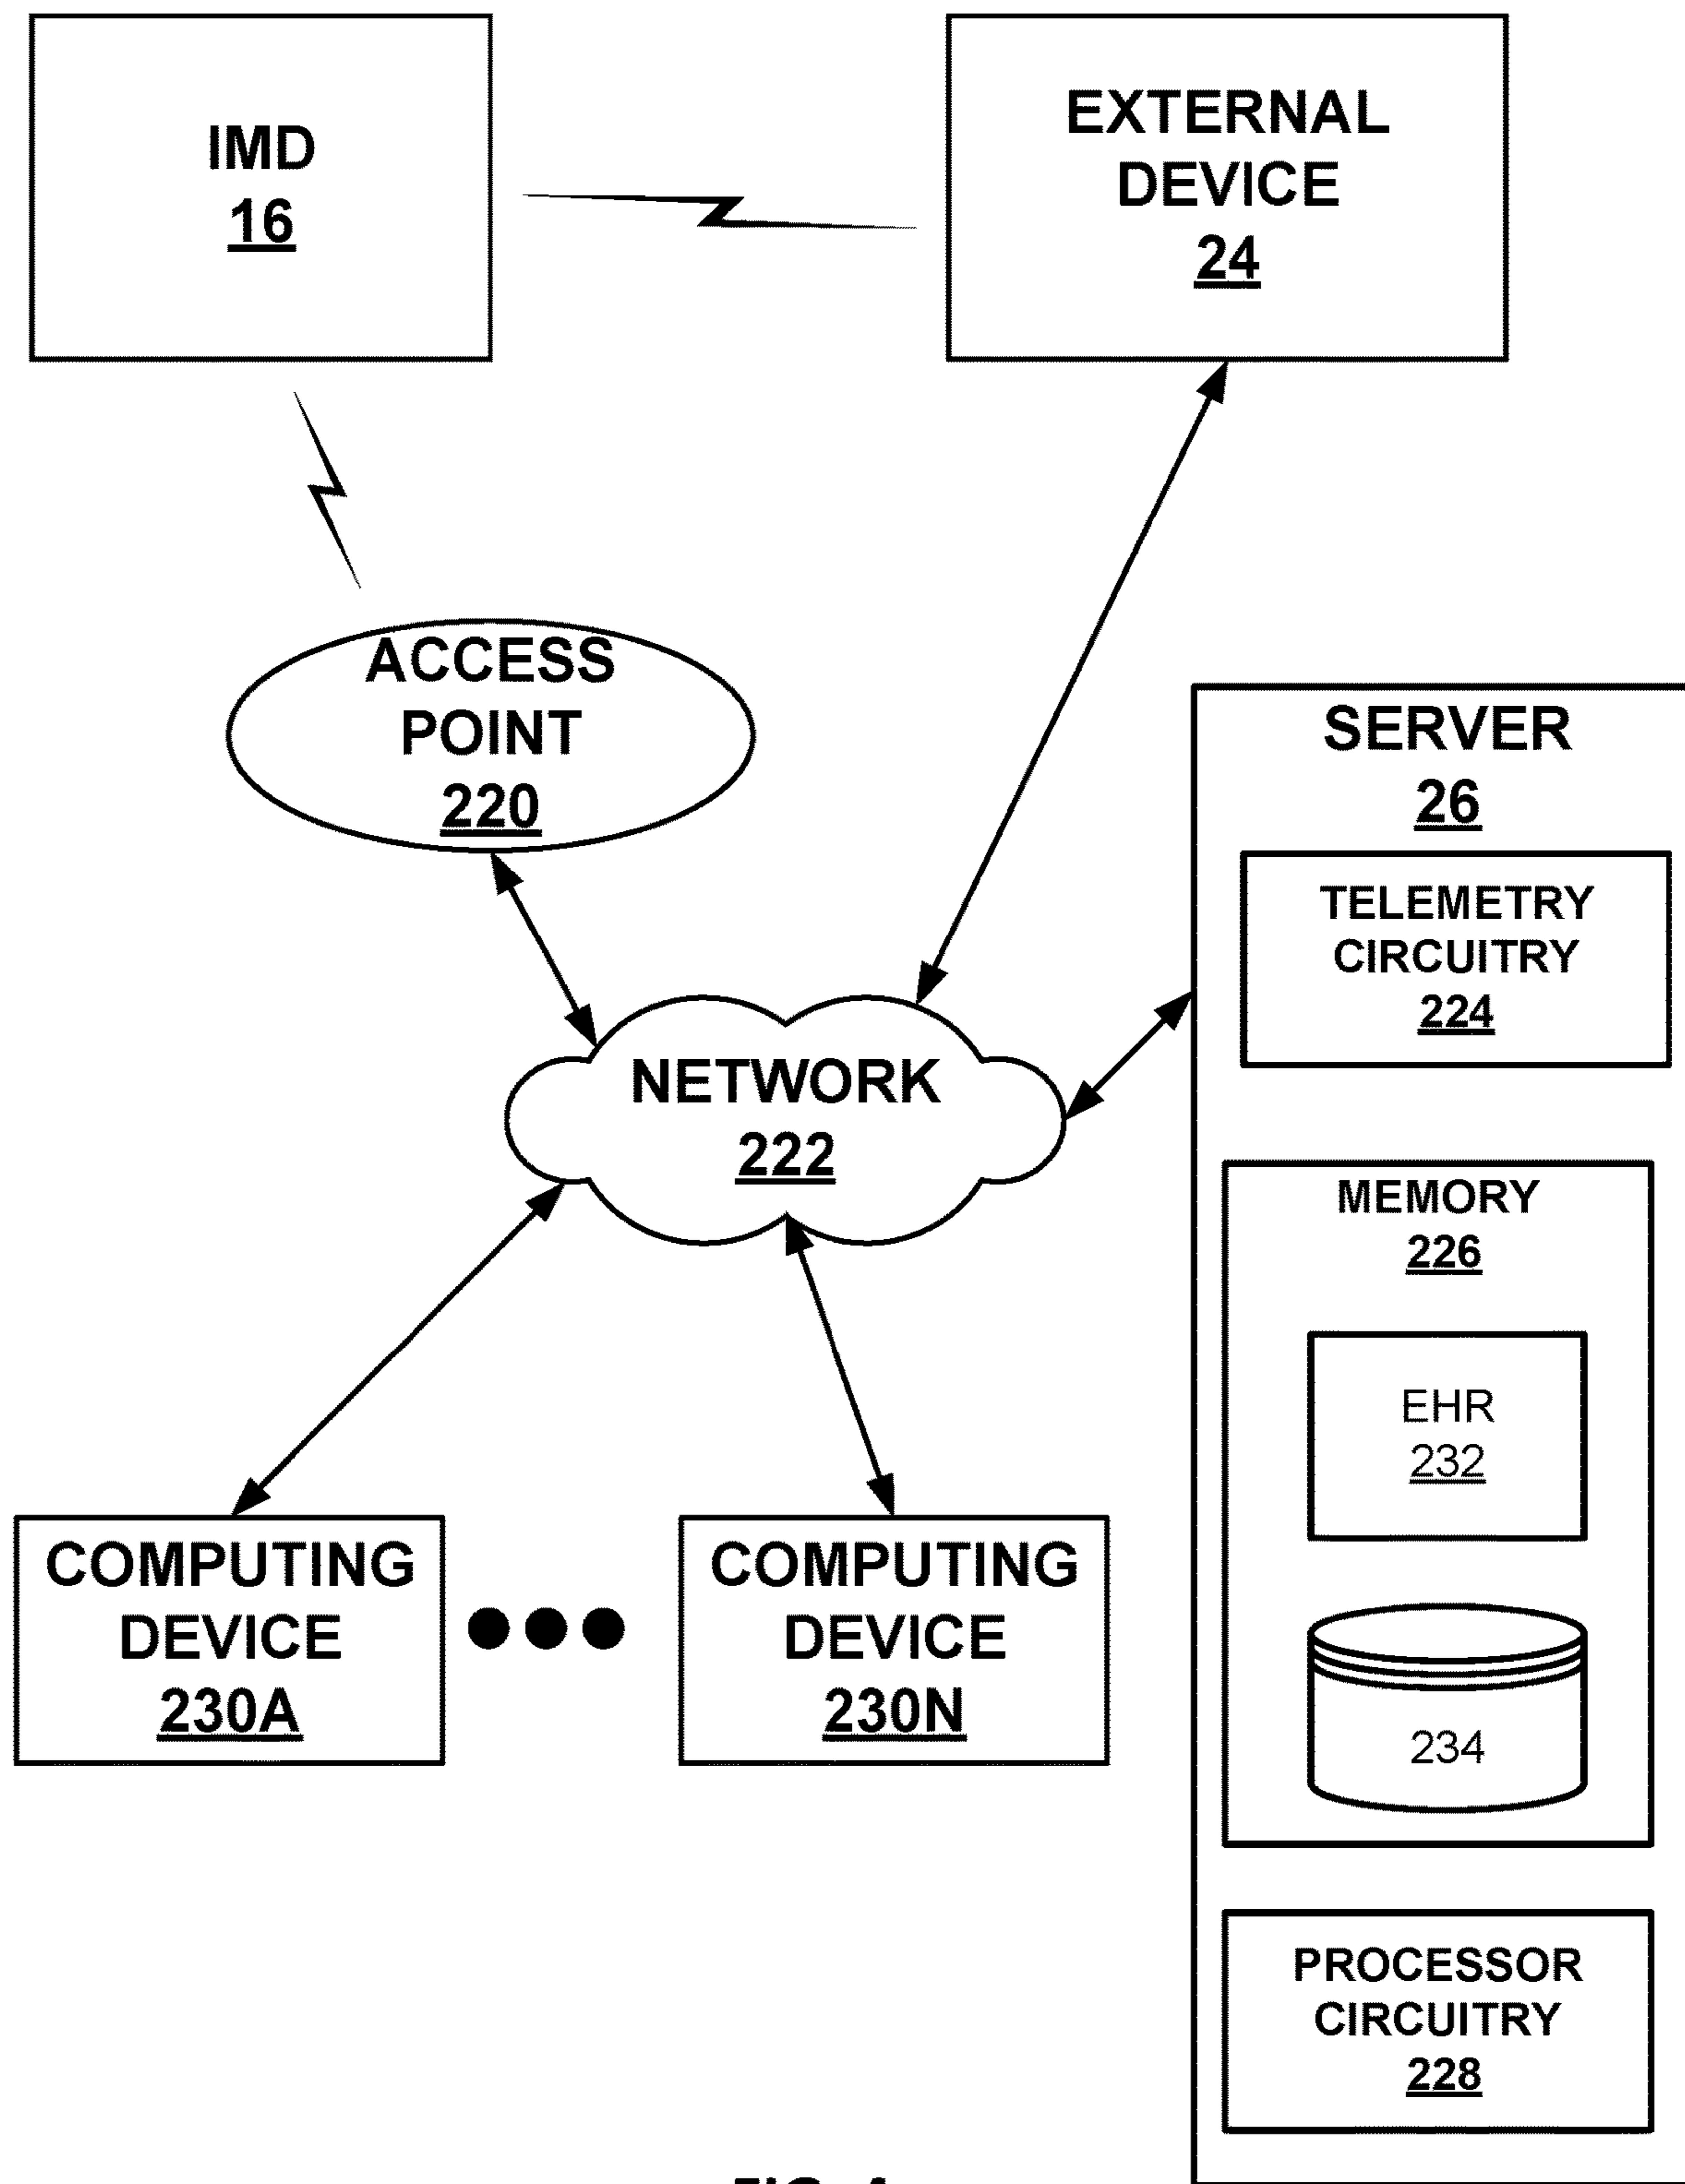 IMD
16
EXTERNAL
DEVICE
24
ACCESS
POINT
220
SERVER
26
TELEMETRY
CIRCUITRY
224
NETWORK
222
MEMORY
226
EHR
232
COMPUTING
DEVICE
230A
COMPUTING
DEVICE
230N
234
PROCESSOR
CIRCUITRY
228